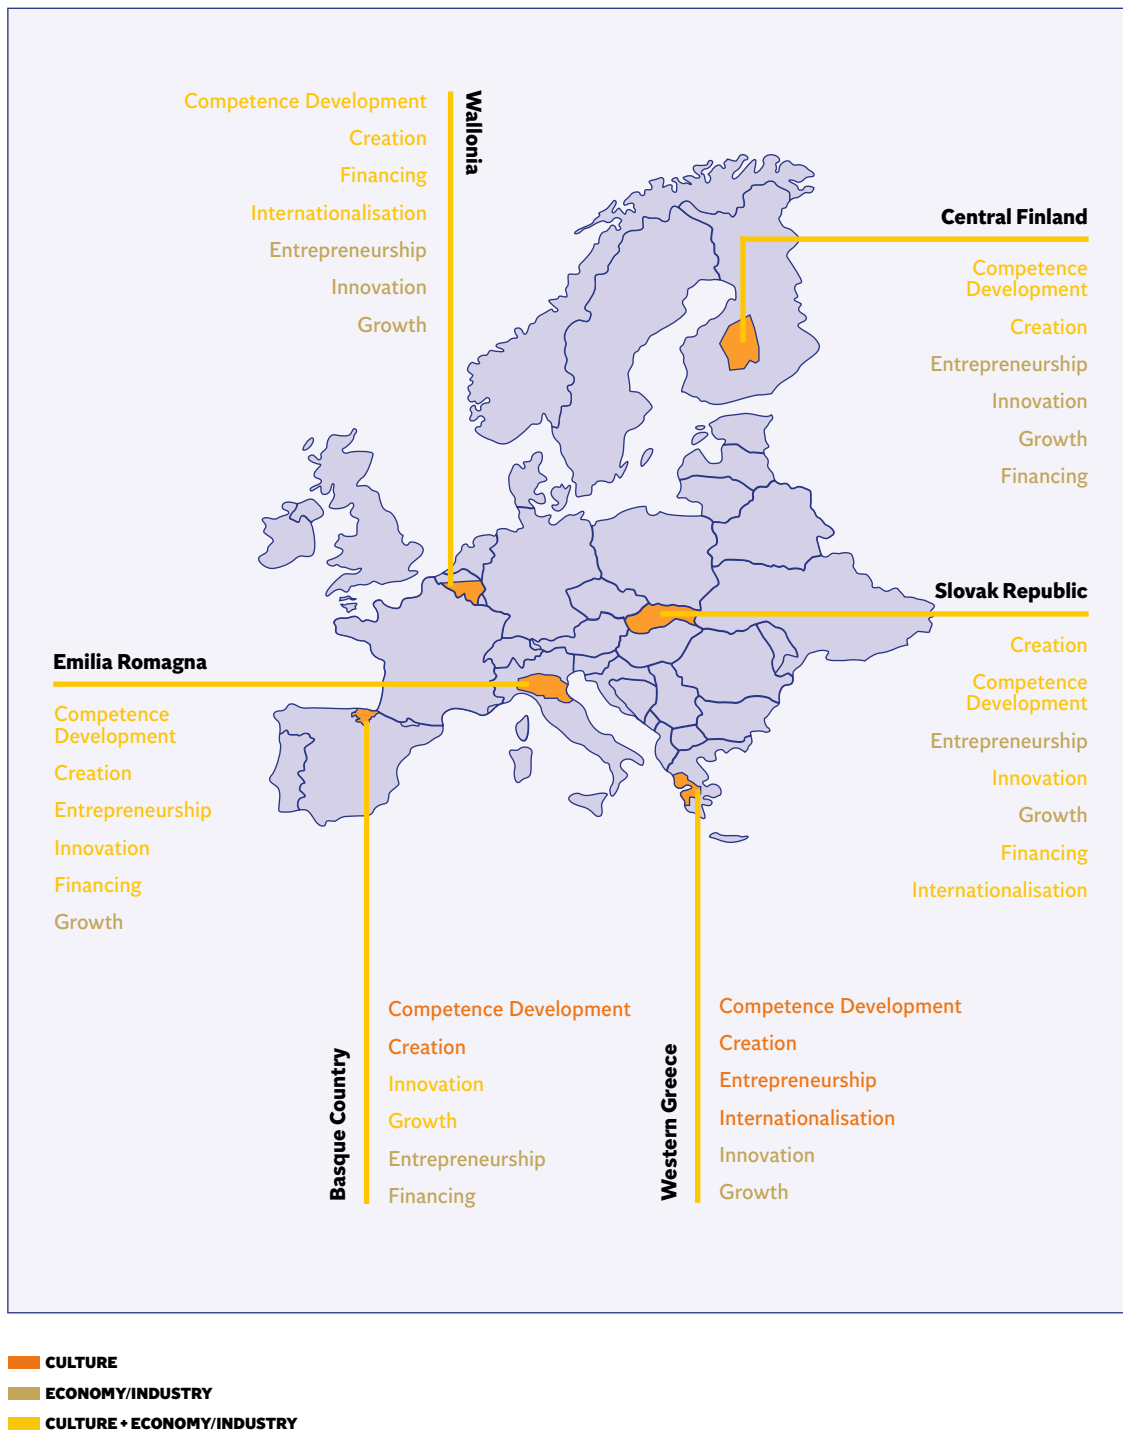 Wallonia
Competence Development
Creation
Financing
Internationalisation
Entrepreneurship
Innovation
Growth
Central Finland
Competence
Development
Creation
Entrepreneurship
Innovation
Growth
Financing
Slovak Republic
Creation
Competence
Development
Entrepreneurship
Innovation
Growth
Financing
Internationalisation
Emilia Romagna
Competence
Development
Creation
Entrepreneurship
Innovation
Financing
Growth
Basque Country
Competence Development
Creation
Innovation
Growth
Entrepreneurship
Financing
Western Greece
Competence Development
Creation
Entrepreneurship
Internationalisation
Innovation
Growth
CULTURE
ECONOMY/INDUSTRY
CULTURE + ECONOMY/INDUSTRY